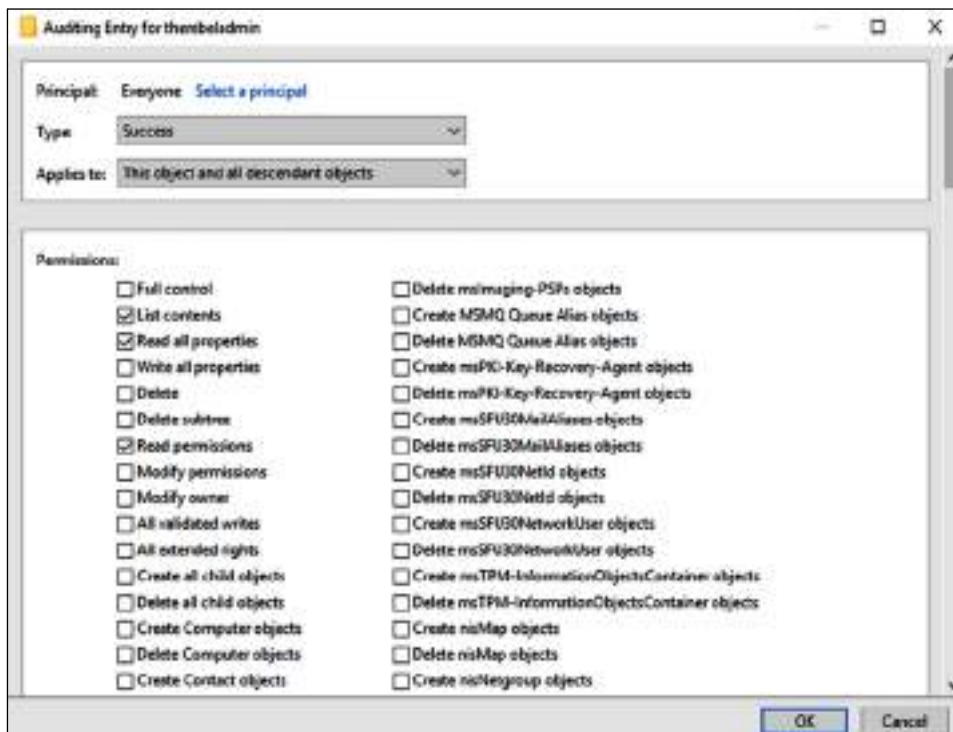 Auditing Entry for therebeladmin
Principal: Everyone Select a principal
Type: Success
Applies to: This object and all descendant objects
Permissions:
Full control
List contents
Read all properties
Write all properties
Delete
Delete subtree
Read permissions
Modify permissions
Modify owner
All validated writes
All extended rights
Create all child objects
Delete all child objects
Create Computer objects
Delete Computer objects
Create Contact objects
Delete msImaging-PSPs objects
Create MSMQ Queue Alias objects
Delete MSMQ Queue Alias objects
Create msPKI-Key-Recovery-Agent objects
Delete msPKI-Key-Recovery-Agent objects
Create msSFU30MailAliases objects
Delete msSFU30MailAliases objects
Create msSFU30NetId objects
Delete msSFU30NetId objects
Create msSFU30NetworkUser objects
Delete msSFU30NetworkUser objects
Create msTPM-InformationObjectsContainer objects
Delete msTPM-InformationObjectsContainer objects
Create nisMap objects
Delete nisMap objects
Create nisNetgroup objects
OK Cancel